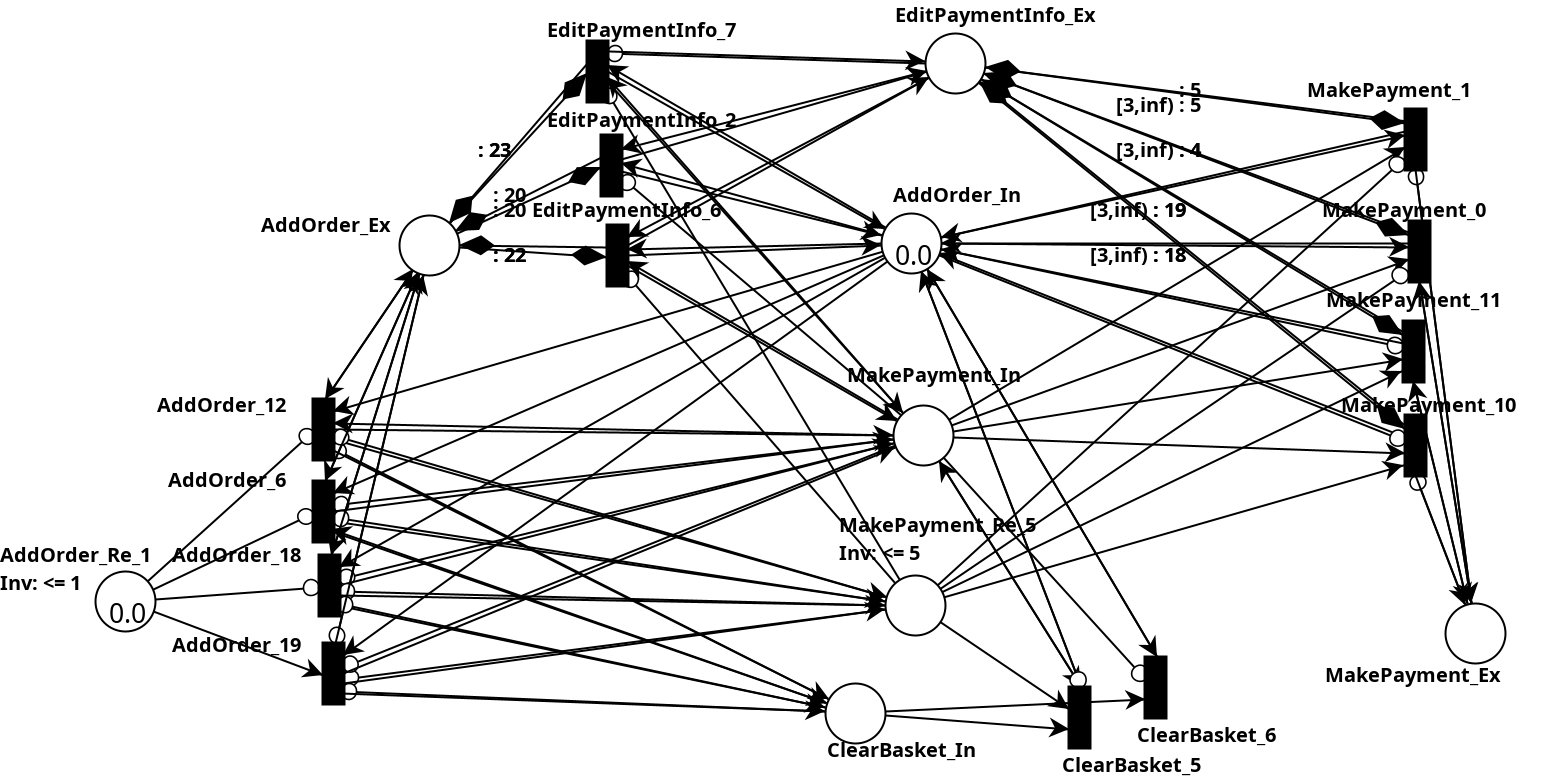 EditPaymentInfo_Ex
EditPaymentInfo_7
: 5
MakePayment_1
[3,inf) : 5
EditPaymentInfo_2
: 23
[3,inf) : 4
: 20
AddOrder_In
: 20
EditPaymentInfo_6
[3,inf) : 19
MakePayment_0
AddOrder_Ex
: 22
0.0
[3,inf) : 18
MakePayment_11
MakePayment_In
AddOrder_12
MakePayment_10
AddOrder_6
MakePayment_Re_5
Inv: <= 5
AddOrder_Re_1
Inv: <= 1
AddOrder_18
0.0
AddOrder_19
MakePayment_Ex
ClearBasket_6
ClearBasket_In
ClearBasket_5